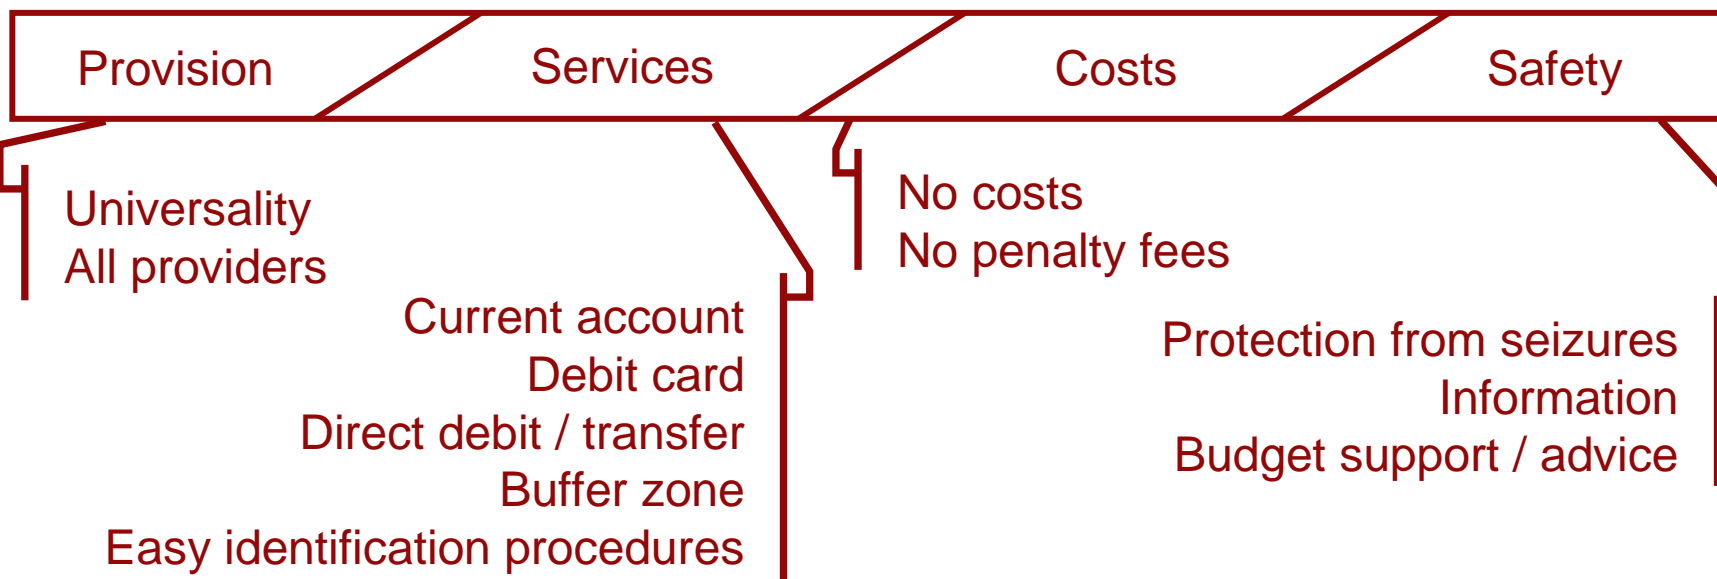 Provision
Services
Costs
Safety
Universality
All providers
Current account
Debit card
Direct debit / transfer
Buffer zone
Easy identification procedures
No costs
No penalty fees
Protection from seizures
Information
Budget support / advice